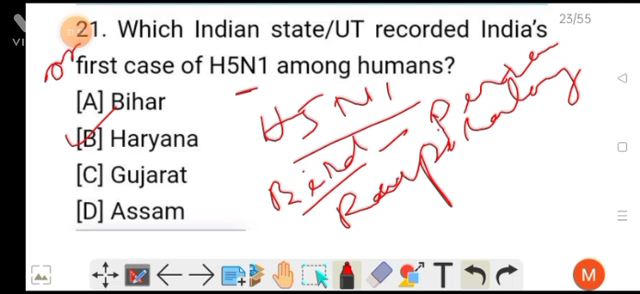 23/55
21. Which Indian state/UT recorded India's
first case of H5N1 among humans?
[A] Bihar
[B] Haryana
[C] Gujarat
[D] Assam
H5N1
Bird
T
M